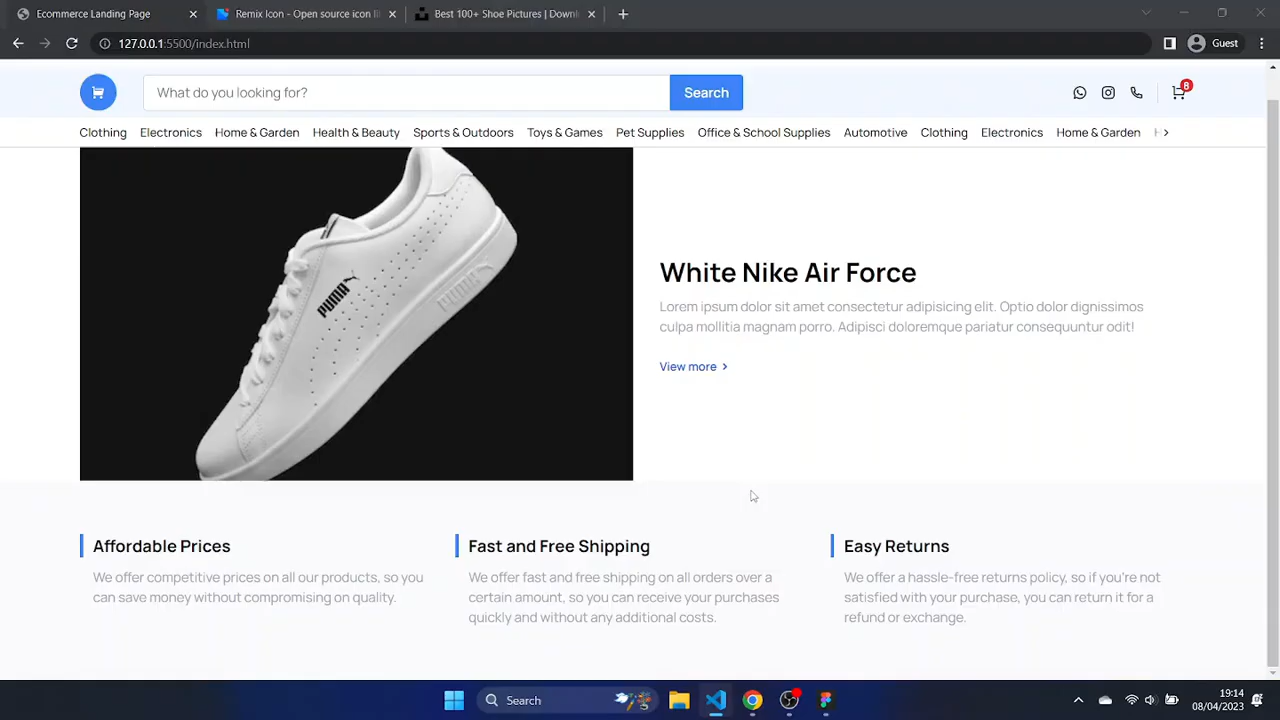 Ecommerce Landing Page
Remix Icon - Open source icon li
Best 100+ Shoe Pictures | Downl
127.0.0.1:5500/index.html
Guest
What do you looking for?
Search
8
Clothing Electronics Home & Garden Health & Beauty Sports & Outdoors Toys & Games Pet Supplies Office & School Supplies Automotive Clothing Electronics Home & Garden H
PUMA
White Nike Air Force
Lorem ipsum dolor sit amet consectetur adipisicing elit. Optio dolor dignissimos
culpa mollitia magnam porro. Adipisci doloremque pariatur consequuntur odit!
View more
Affordable Prices
We offer competitive prices on all our products, so you
can save money without compromising on quality.
Fast and Free Shipping
We offer fast and free shipping on all orders over a
certain amount, so you can receive your purchases
quickly and without any additional costs.
Easy Returns
We offer a hassle-free returns policy, so if you're not
satisfied with your purchase, you can return it for a
refund or exchange.
Search
19:14
08/04/2023